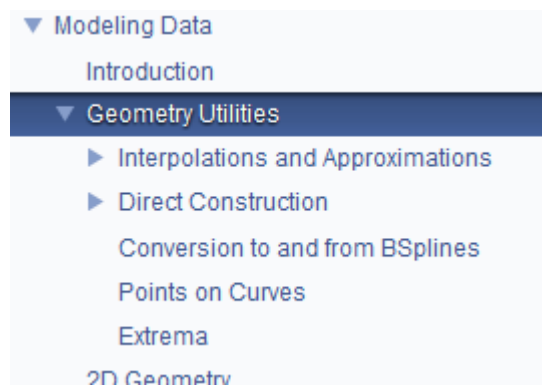 Modeling Data
Introduction
Geometry Utilities
Interpolations and Approximations
Direct Construction
Conversion to and from BSplines
Points on Curves
Extrema
2D Geometry